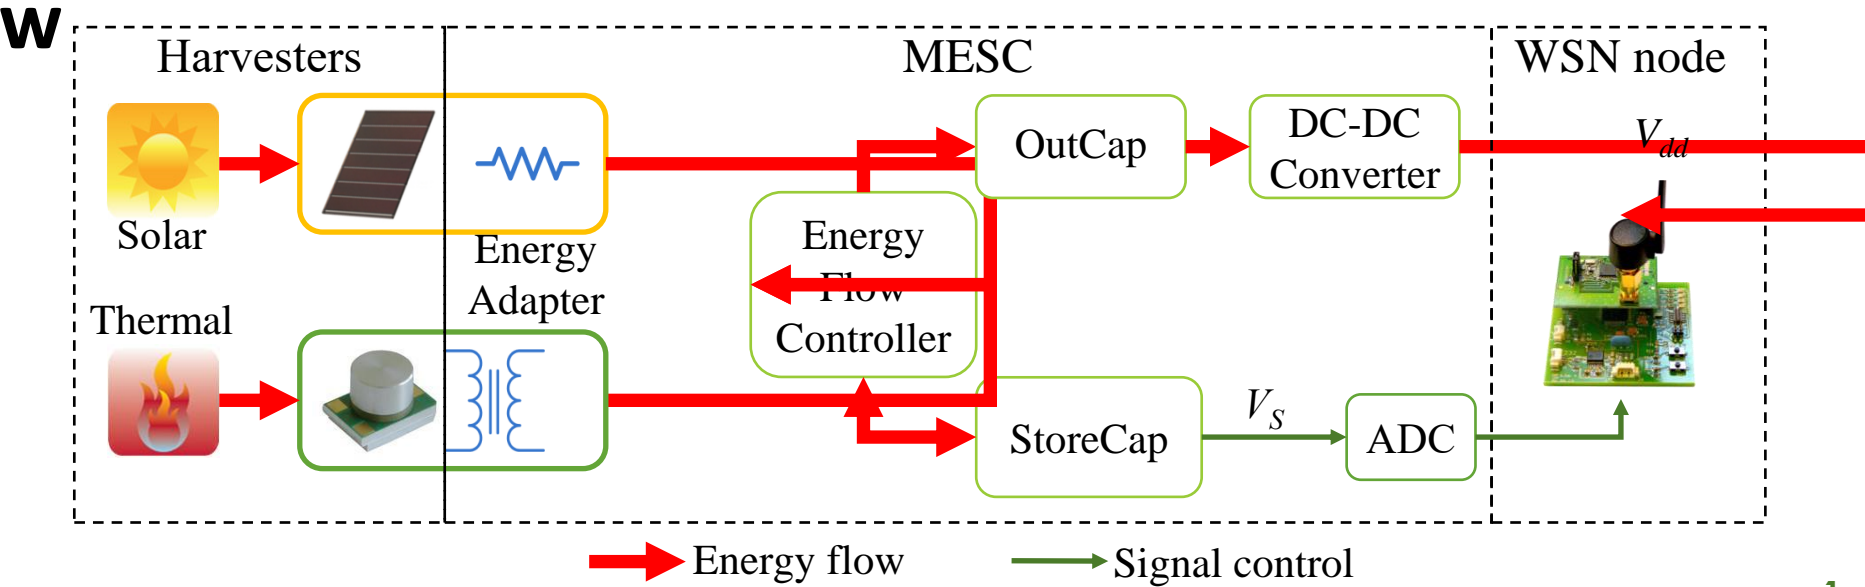 w
Harvesters
MESC
WSN node
Solar
Thermal
Energy
Adapter
Energy
Flow
Controller
OutCap
DC-DC
Converter
Vdd
StoreCap
VS
ADC
Energy flow
Signal control